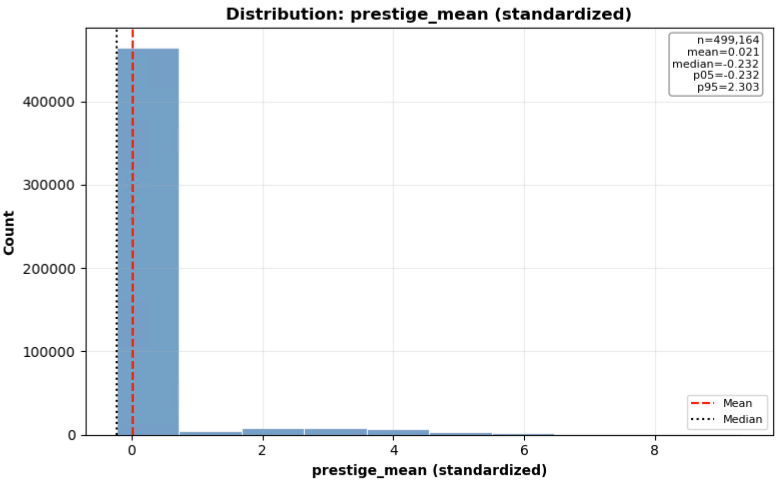 Distribution: prestige_mean (standardized)
n=499,164
mean=0.021
median=-0.232
p05=-0.232
p95=2.303
400000
300000
200000
100000
0
Count
Mean
Median
0 2 4 6 8
prestige_mean (standardized)